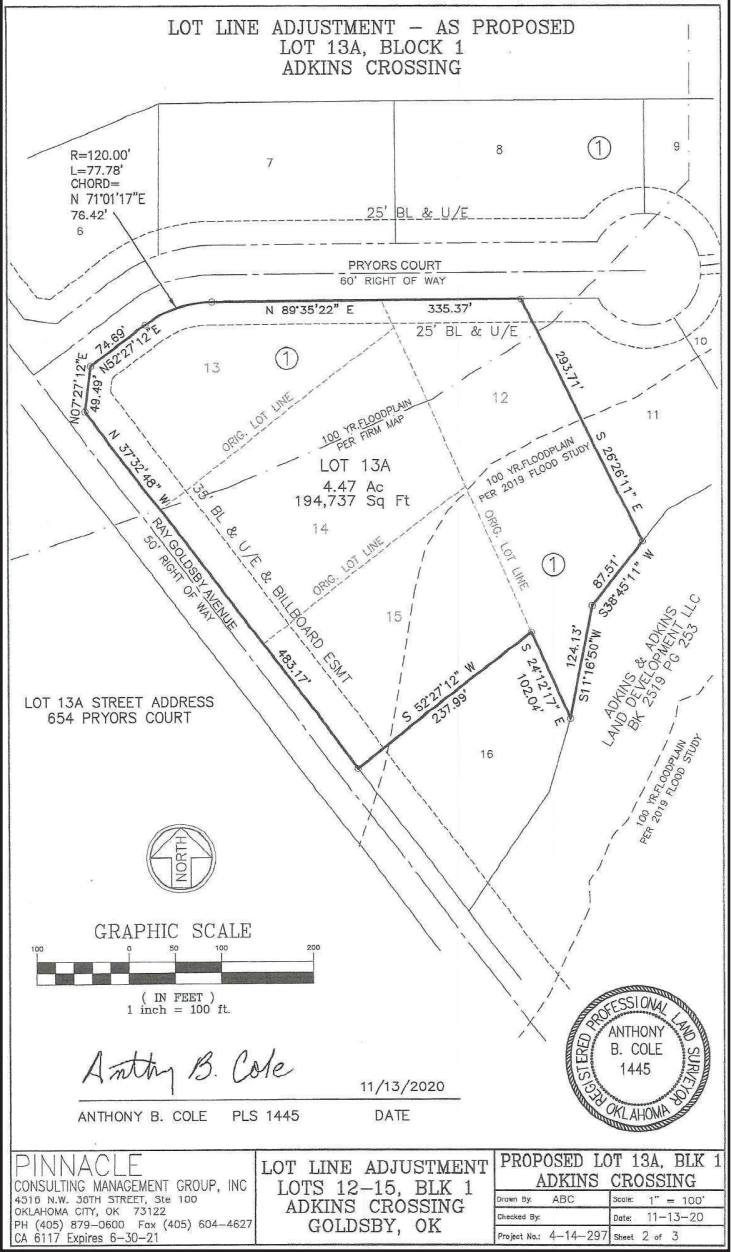 LOT LINE ADJUSTMENT – AS PROPOSED
LOT 13A, BLOCK 1
ADKINS CROSSING
R=120.00'
L=77.78'
CHORD=
N 71°01'17"E
76.42'
6
7
8
1
9
25' BL & U/E
PRYORS COURT
60' RIGHT OF WAY
N 89°35'22" E 335.37'
25' BL & U/E
74.69'
N52°27'12"E
N07°27'12"E
49.49'
13
1
10
12
11
293.71'
S 26°26'11" E
ORIG. LOT LINE
100 YR.FLOODPLAIN
PER FIRM MAP
100 YR.FLOODPLAIN
PER 2019 FLOOD STUDY
LOT 13A
4.47 Ac
194,737 Sq Ft
14
N 37°32'48" W
35' BL & U/E & BILLBOARD ESMT
RAY GOLDSBY AVENUE
50' RIGHT OF WAY
ORIG. LOT LINE
ORIG. LOT LINE
1
15
87.51'
S38°45'11" W
124.13'
S11°16'50"W
ADKINS & ADKINS
LAND DEVELOPMENT LLC
BK 2519 PG 253
483.17'
S 52°27'12" W
237.99'
S 24°12'17" E
102.04'
16
LOT 13A STREET ADDRESS
654 PRYORS COURT
100 YR.FLOODPLAIN
PER 2019 FLOOD STUDY
NORTH
GRAPHIC SCALE
100 0 50 100 200
( IN FEET )
1 inch = 100 ft.
REGISTERED PROFESSIONAL LAND SURVEYOR
ANTHONY
B. COLE
1445
OKLAHOMA
Anthy B. Cole
11/13/2020
ANTHONY B. COLE PLS 1445 DATE
PINNACLE
CONSULTING MANAGEMENT GROUP, INC
4516 N.W. 36TH STREET, Ste 100
OKLAHOMA CITY, OK 73122
PH (405) 879–0600 Fax (405) 604–4627
CA 6117 Expires 6–30–21
LOT LINE ADJUSTMENT
LOTS 12–15, BLK 1
ADKINS CROSSING
GOLDSBY, OK
PROPOSED LOT 13A, BLK 1
ADKINS CROSSING
Drawn By: ABC Scale: 1" = 100'
Checked By: Date: 11–13–20
Project No.: 4–14–297 Sheet 2 of 3